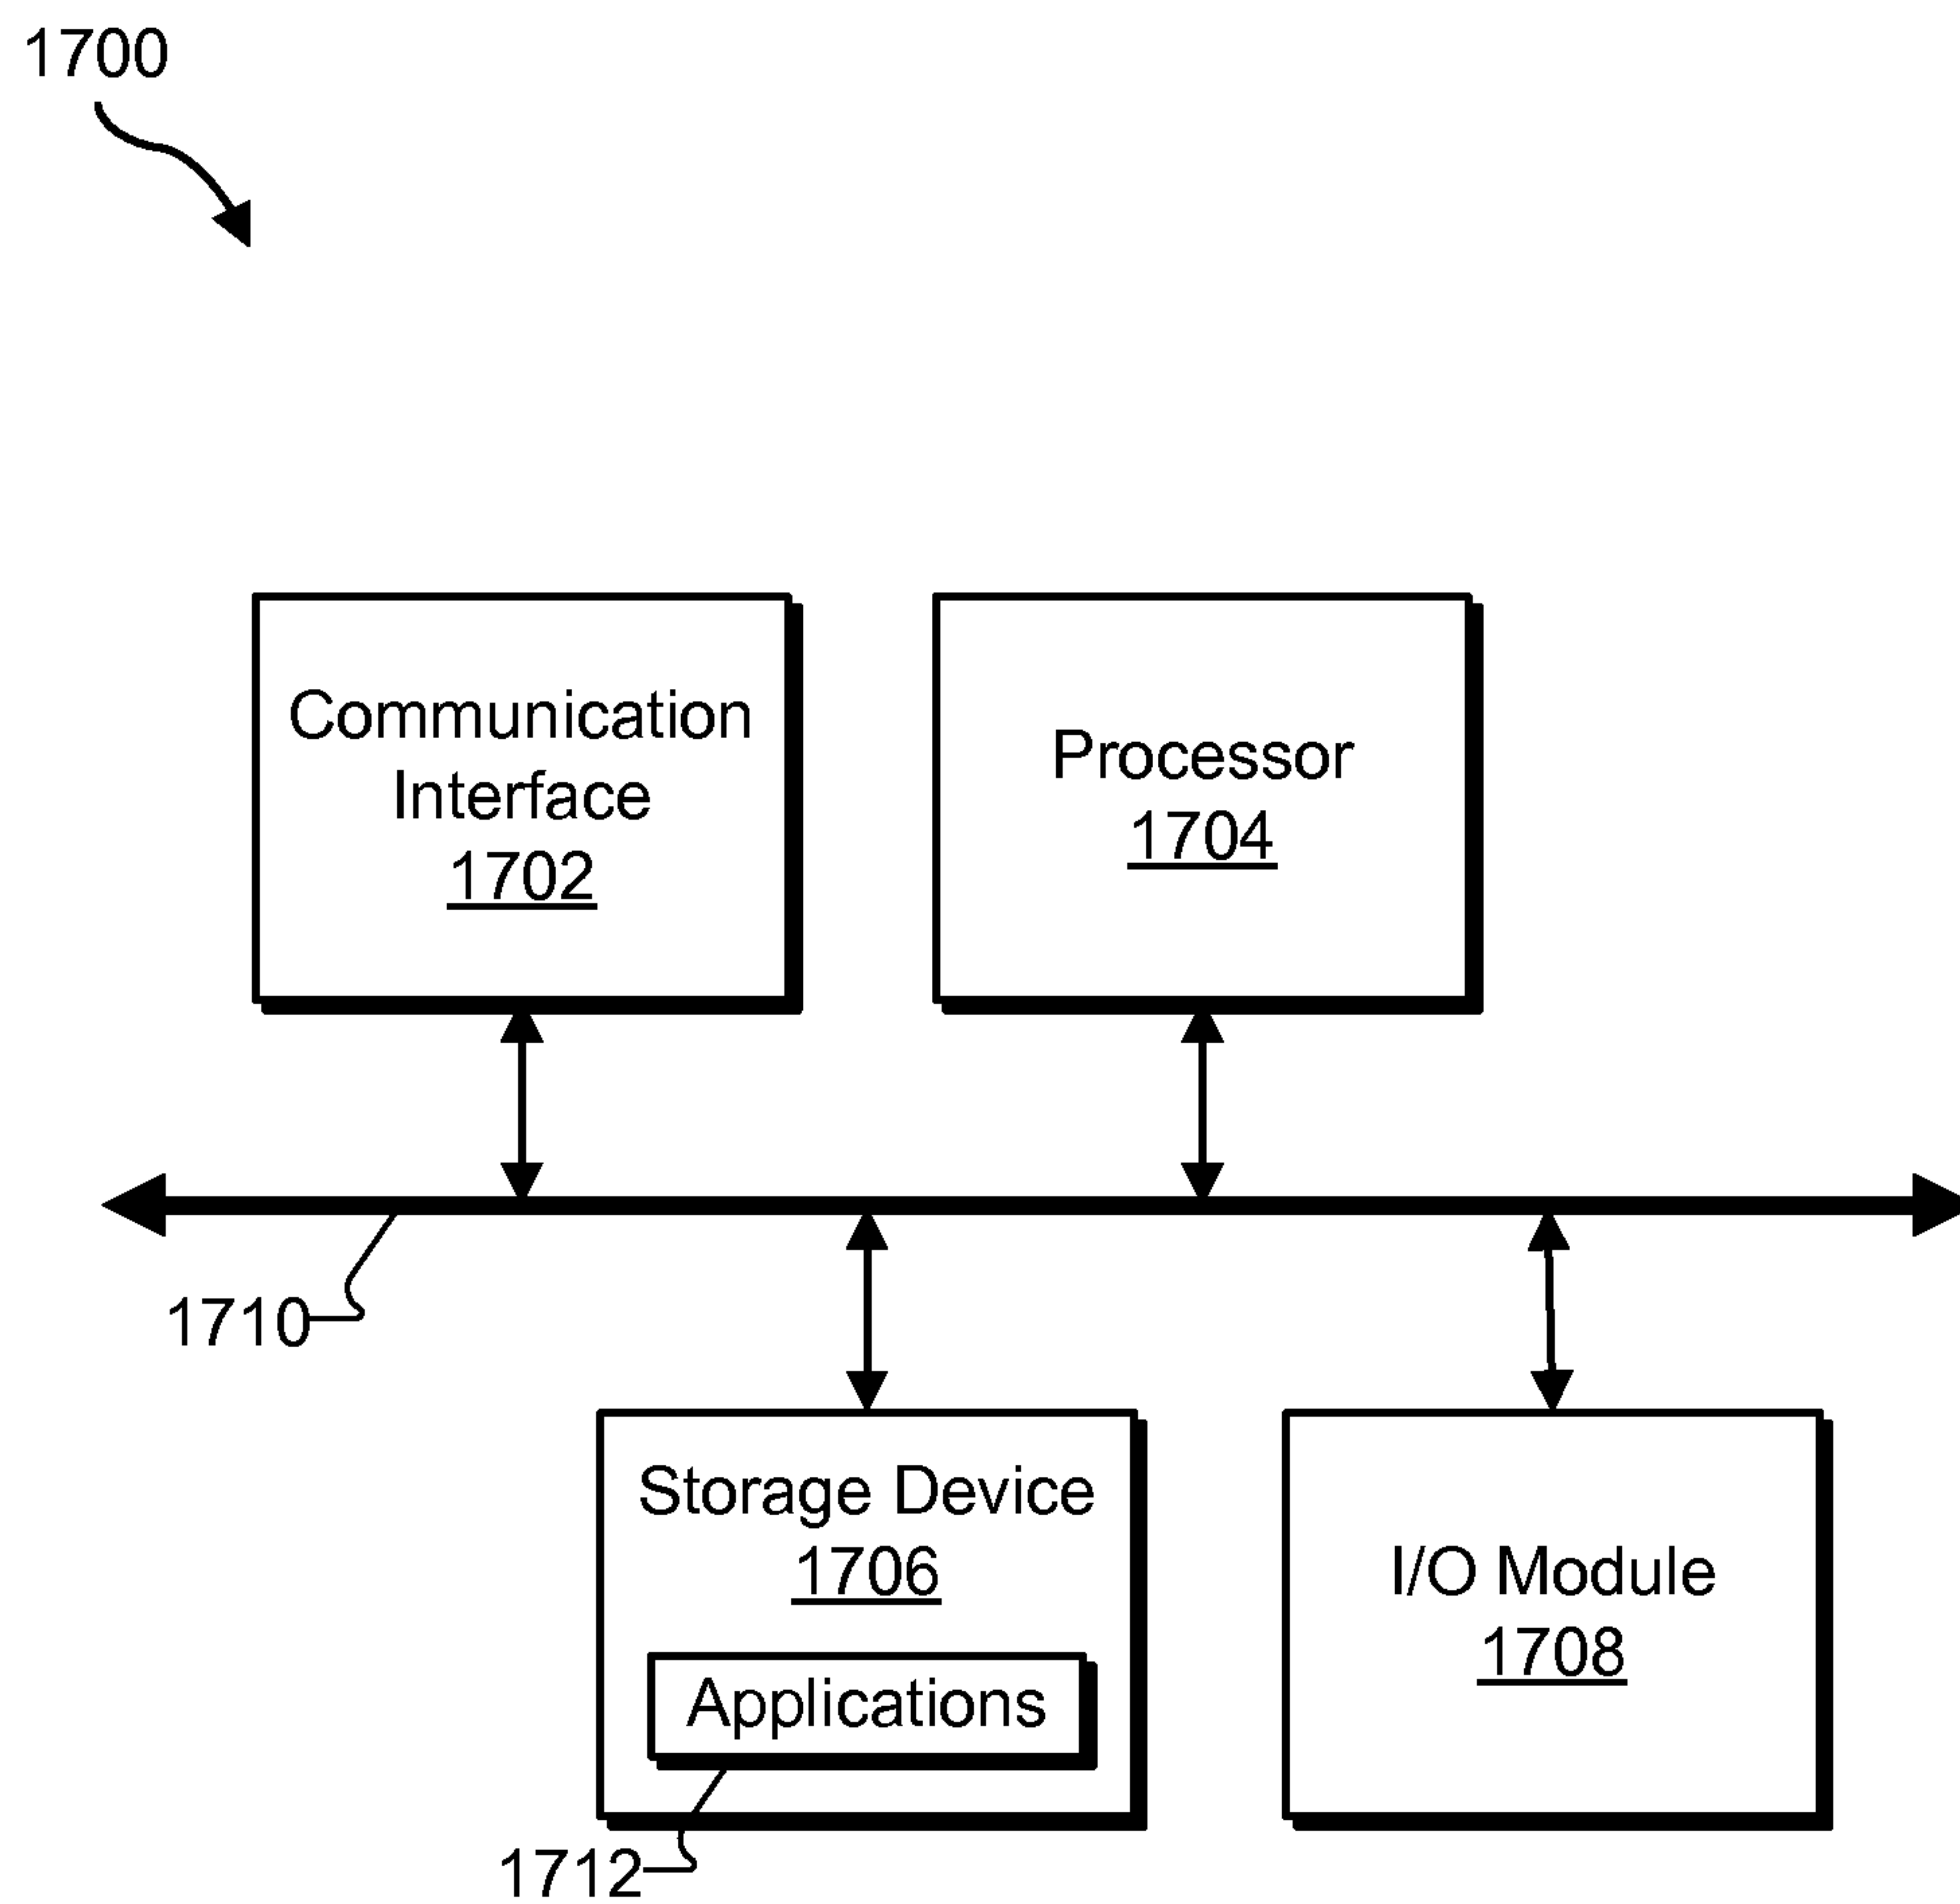 1700
Communication
Interface
1702
Processor
1704
1710
Storage Device
1706
Applications
1712
I/O Module
1708